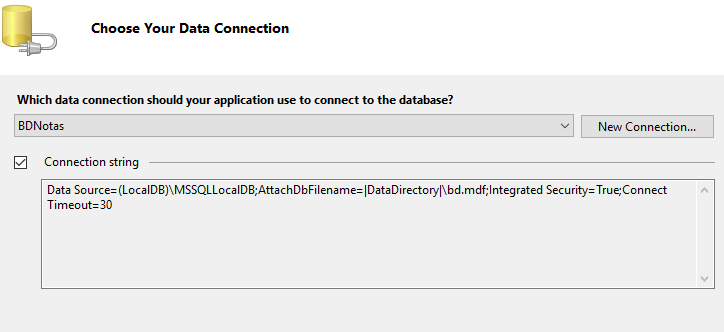 Choose Your Data Connection
Which data connection should your application use to connect to the database?
BDNotas
New Connection...
Connection string
Data Source=(LocalDB)\MSSQLLocalDB;AttachDbFilename=|DataDirectory|\bd.mdf;Integrated Security=True;Connect
Timeout=30